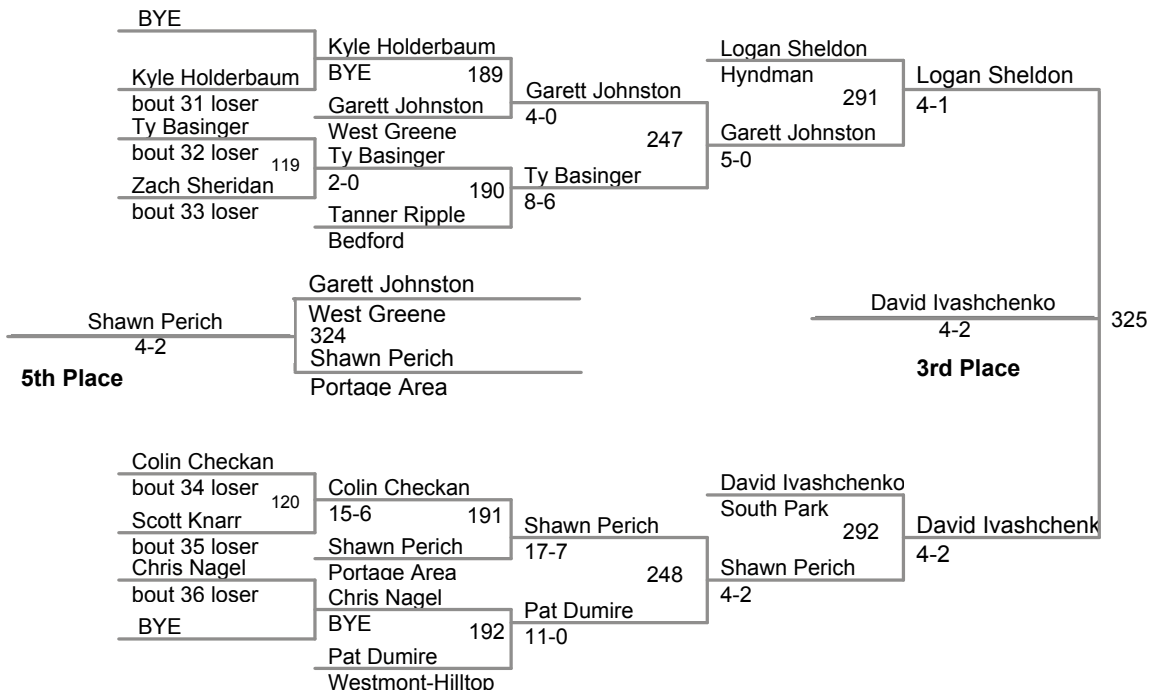 BYE
Kyle Holderbaum
bout 31 loser
Ty Basinger
bout 32 loser
119
Zach Sheridan
bout 33 loser
Kyle Holderbaum
BYE
189
Garett Johnston
West Greene
Ty Basinger
2-0
190
Tanner Ripple
Bedford
Garett Johnston
4-0
247
Ty Basinger
8-6
Logan Sheldon
Hyndman
291
Garett Johnston
5-0
Logan Sheldon
4-1
Garett Johnston
West Greene
324
Shawn Perich
Portage Area
Shawn Perich
4-2
5th Place
David Ivashchenko
4-2
3rd Place
325
Colin Checkan
bout 34 loser
120
Scott Knarr
bout 35 loser
Chris Nagel
bout 36 loser
BYE
Colin Checkan
15-6
191
Shawn Perich
Portage Area
Chris Nagel
BYE
192
Pat Dumire
Westmont-Hilltop
Shawn Perich
17-7
248
Pat Dumire
11-0
David Ivashchenko
South Park
292
Shawn Perich
4-2
David Ivashchenk
4-2